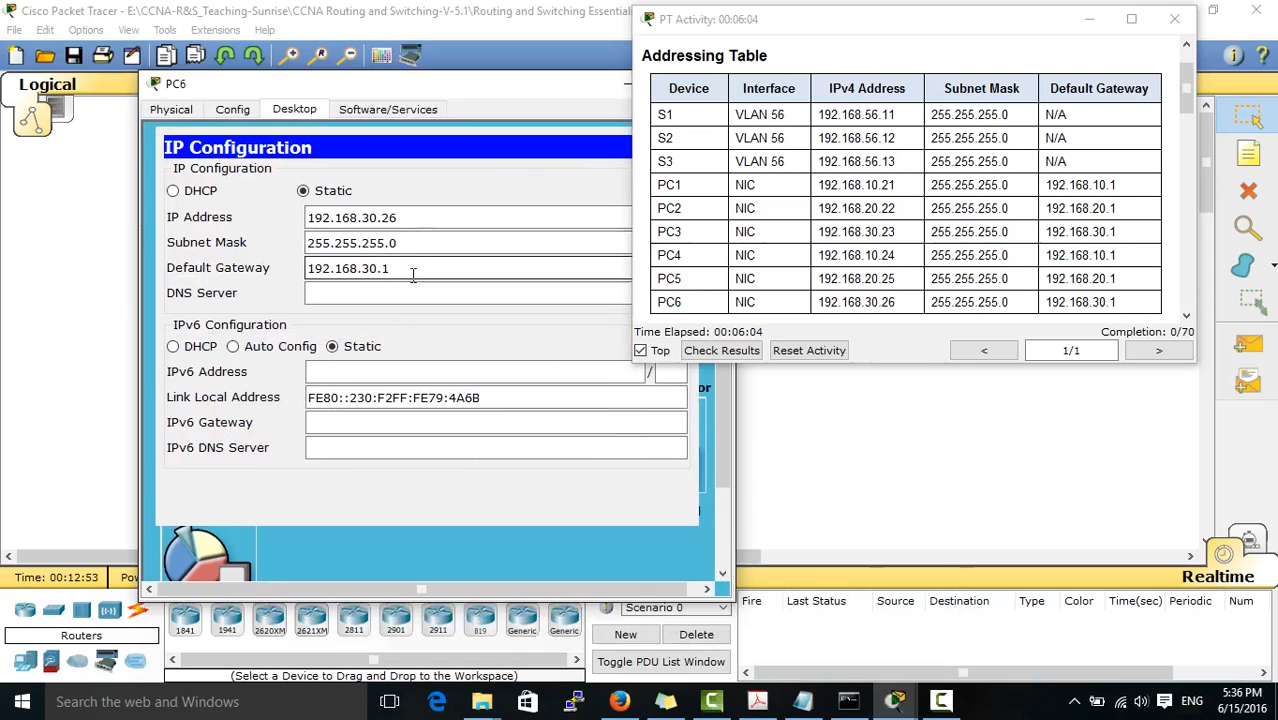 Cisco Packet Tracer - E:\CCNA-R&S_Teaching-Sunrise\CCNA Routing and Switching-V-5.1\Routing and Switching Essential
File Edit Options View Tools Extensions Help
Logical
PC6
Physical Config Desktop Software/Services
IP Configuration
IP Configuration
DHCP Static
IP Address 192.168.30.26
Subnet Mask 255.255.255.0
Default Gateway 192.168.30.1
DNS Server
IPv6 Configuration
DHCP Auto Config Static
IPv6 Address /
Link Local Address FE80::230:F2FF:FE79:4A6B
IPv6 Gateway
IPv6 DNS Server
or
PT Activity: 00:06:04
Addressing Table
Device Interface IPv4 Address Subnet Mask Default Gateway
S1 VLAN 56 192.168.56.11 255.255.255.0 N/A
S2 VLAN 56 192.168.56.12 255.255.255.0 N/A
S3 VLAN 56 192.168.56.13 255.255.255.0 N/A
PC1 NIC 192.168.10.21 255.255.255.0 192.168.10.1
PC2 NIC 192.168.20.22 255.255.255.0 192.168.20.1
PC3 NIC 192.168.30.23 255.255.255.0 192.168.30.1
PC4 NIC 192.168.10.24 255.255.255.0 192.168.10.1
PC5 NIC 192.168.20.25 255.255.255.0 192.168.20.1
PC6 NIC 192.168.30.26 255.255.255.0 192.168.30.1
Time Elapsed: 00:06:04 Completion: 0/70
Top Check Results Reset Activity < 1/1 >
Time: 00:12:53 Pow
Realtime
Routers
1841 1941 2620XM 2621XM 2811 2901 2911 819 Generic Generic
(Select a Device to Drag and Drop to the Workspace)
Scenario 0
New Delete
Toggle PDU List Window
Fire Last Status Source Destination Type Color Time(sec) Periodic Num
Search the web and Windows
5:36 PM
6/15/2016